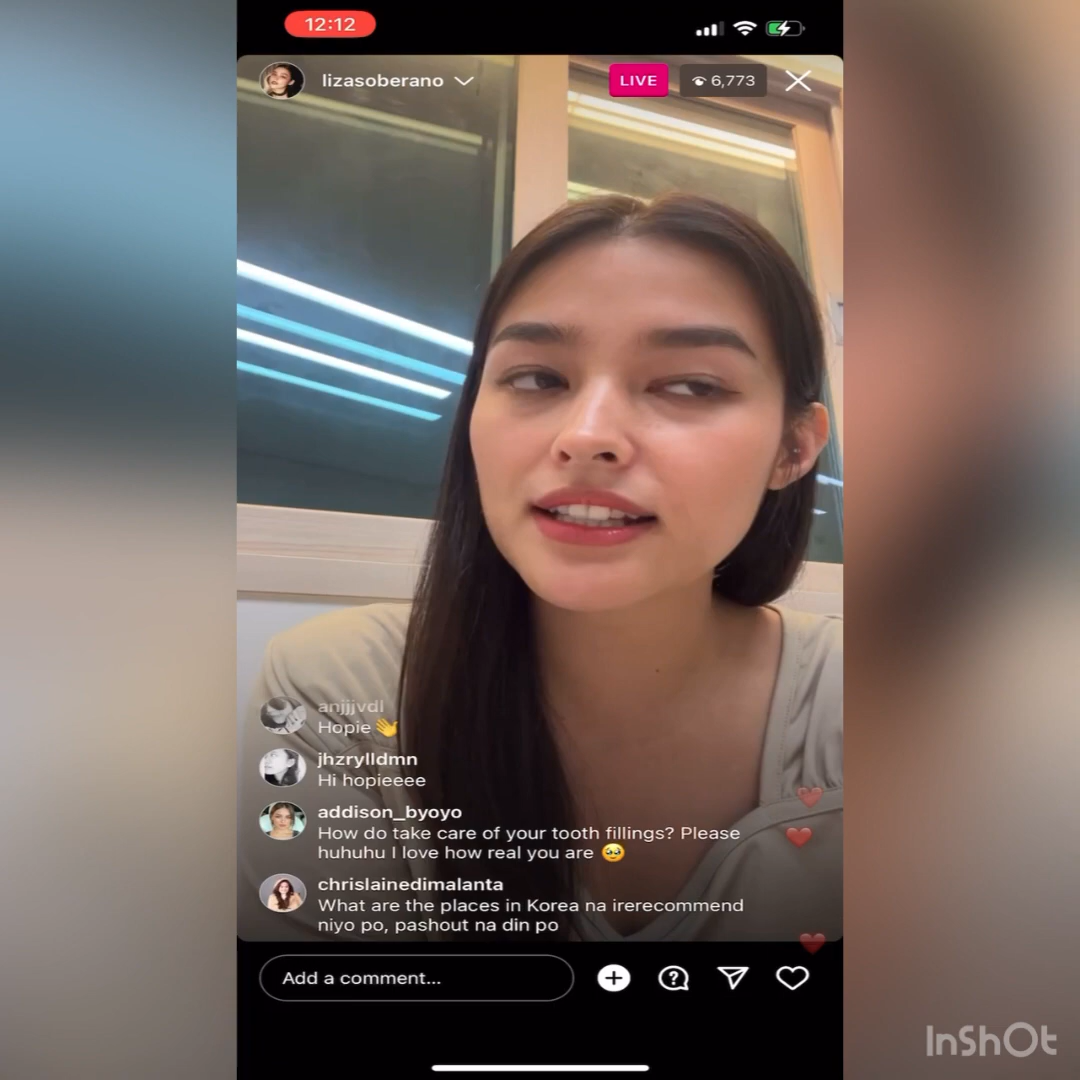 12:12
lizasoberano
LIVE
6,773
anjjjvdl
Hopie 👋
jhzrylldmn
Hi hopieeee
addison_byoyo
How do take care of your tooth fillings? Please
huhuhu I love how real you are 🥹
chrislainedimalanta
What are the places in Korea na irerecommend
niyo po, pashout na din po
Add a comment...
InShOt